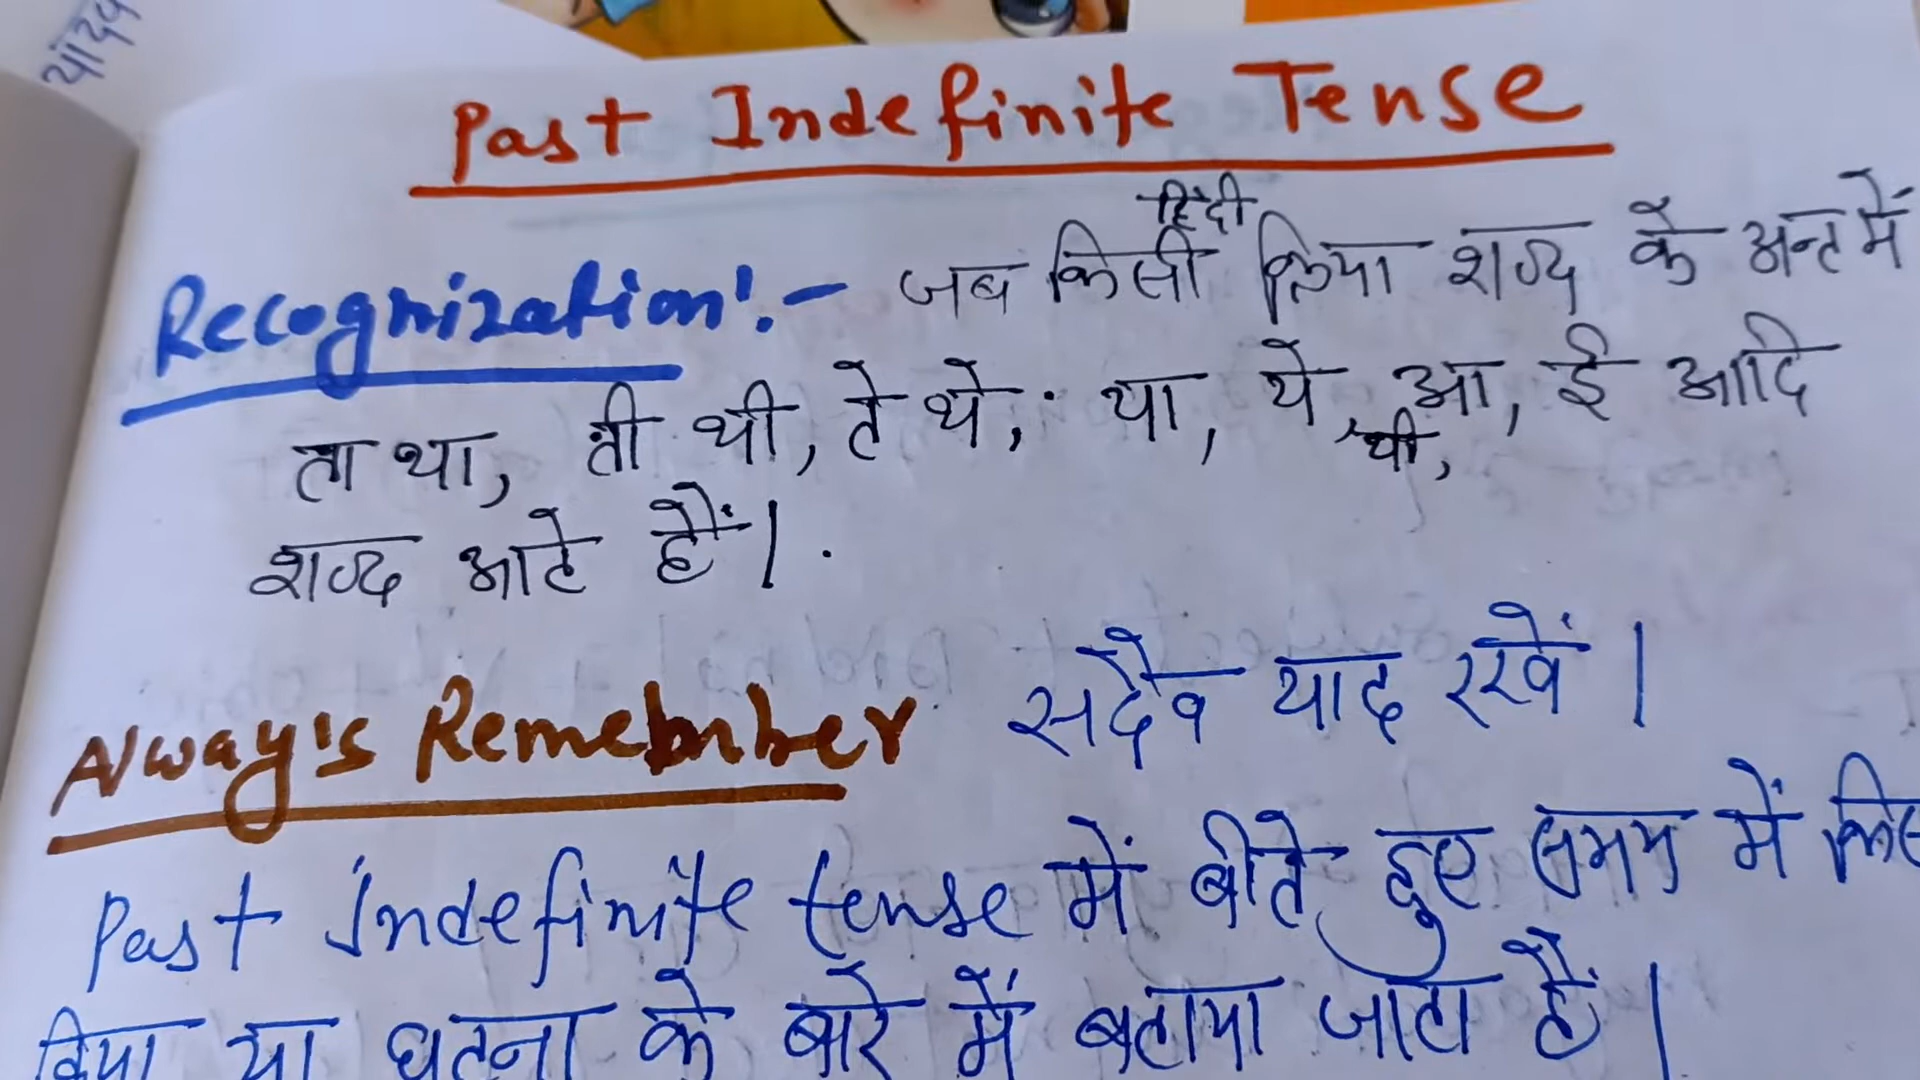 Past Indefinite Tense
हिंदी
Recognization:- जब किसी क्रिया शब्द के अन्त में
ता था, ती थी, ते थे, या, ये, यी, आ, ई आदि
शब्द आते हैं।
Alway's Remember सदैव याद रखें।
Past Indefinite tense में बीते हुए समय में
क्रिया या घटना के बारे में बताया जाता है।